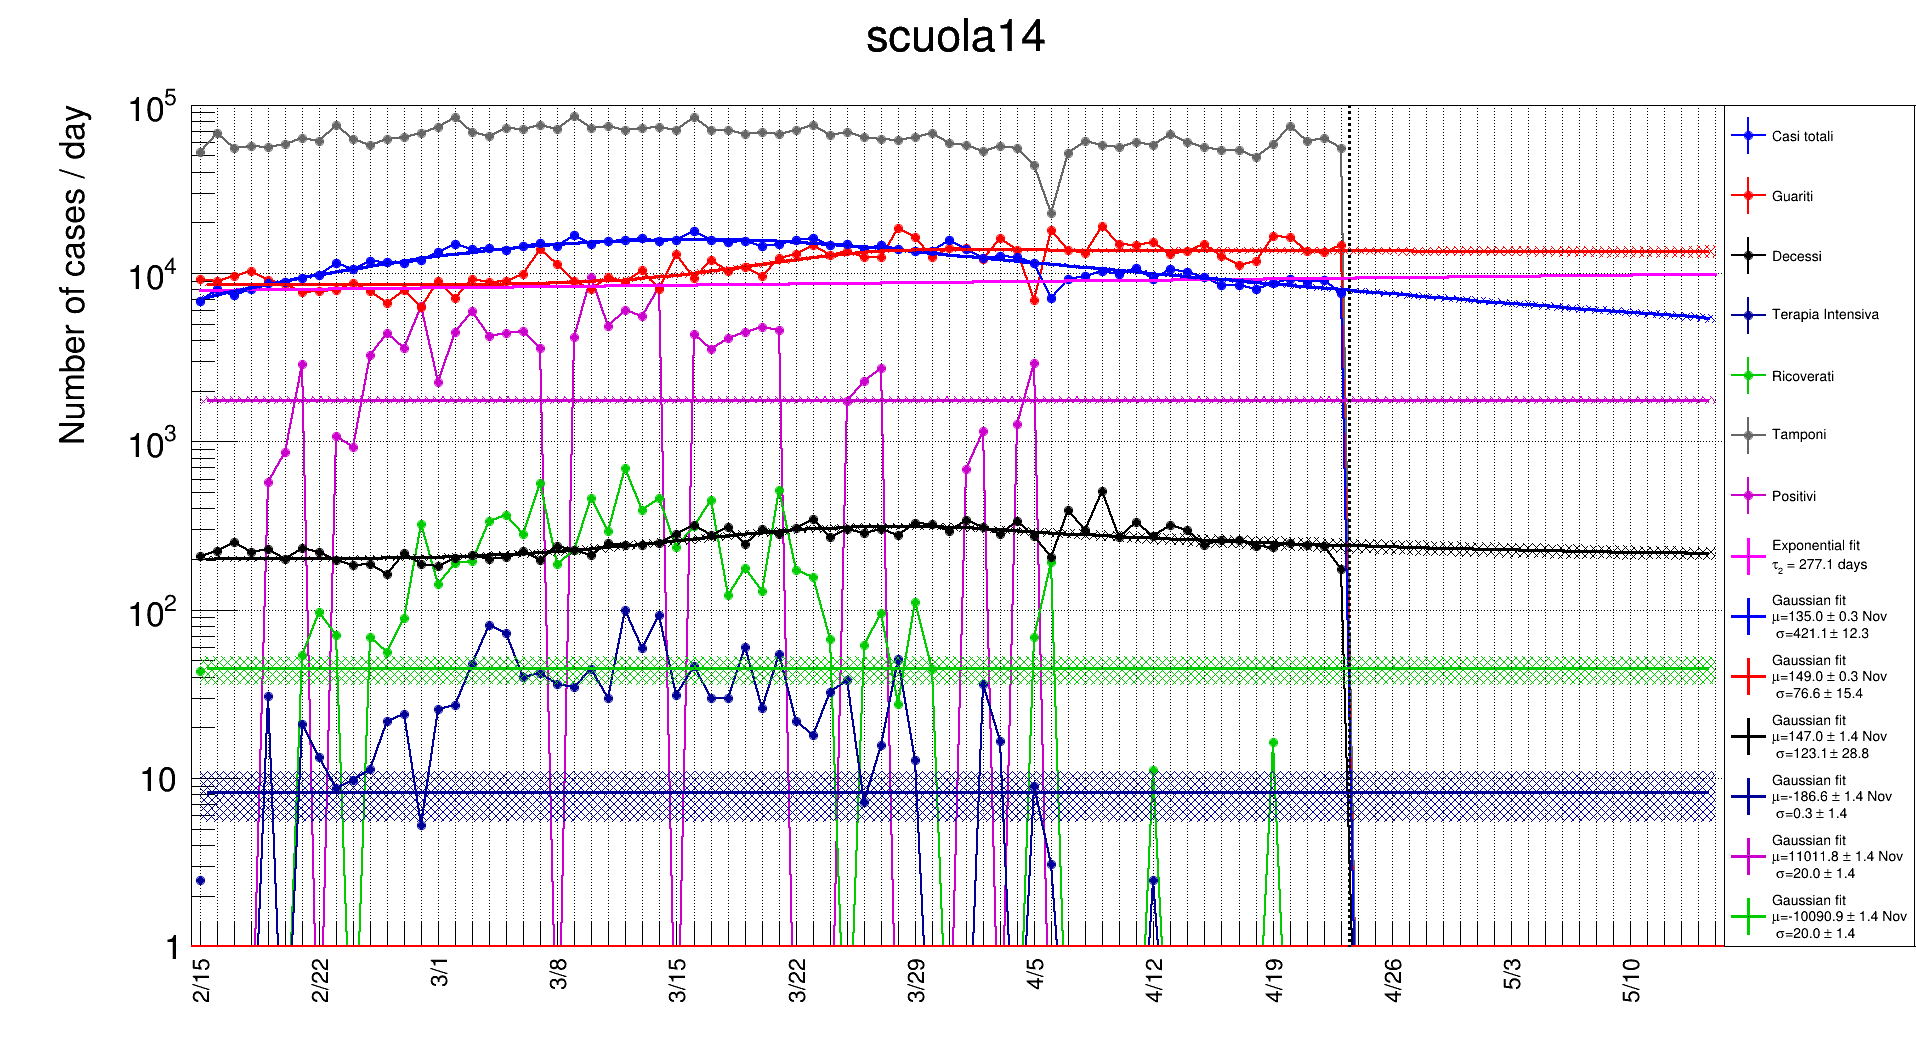 scuola14
Number of cases / day
10^5
10^4
10^3
10^2
10
1
2/15
2/22
3/1
3/8
3/15
3/22
3/29
4/5
4/12
4/19
4/26
5/3
5/10
Casi totali
Guariti
Decessi
Terapia Intensiva
Ricoverati
Tamponi
Positivi
Exponential fit
τ₂ = 277.1 days
Gaussian fit
μ=135.0 ± 0.3 Nov
σ=421.1 ± 12.3
Gaussian fit
μ=149.0 ± 0.3 Nov
σ=76.6 ± 15.4
Gaussian fit
μ=147.0 ± 1.4 Nov
σ=123.1 ± 28.8
Gaussian fit
μ=-186.6 ± 1.4 Nov
σ=0.3 ± 1.4
Gaussian fit
μ=11011.8 ± 1.4 Nov
σ=20.0 ± 1.4
Gaussian fit
μ=-10090.9 ± 1.4 Nov
σ=20.0 ± 1.4